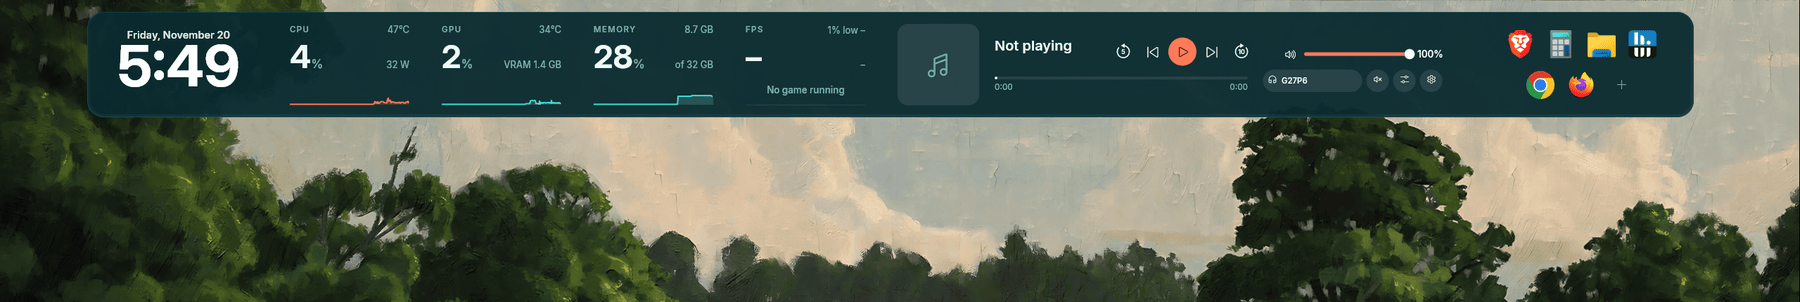 Friday, November 20
5:49
CPU 47°C
4% 32 W
GPU 34°C
2% VRAM 1.4 GB
MEMORY 8.7 GB
28% of 32 GB
FPS 1% low –
– –
No game running
Not playing
5 10
0:00 0:00
100%
G27P6